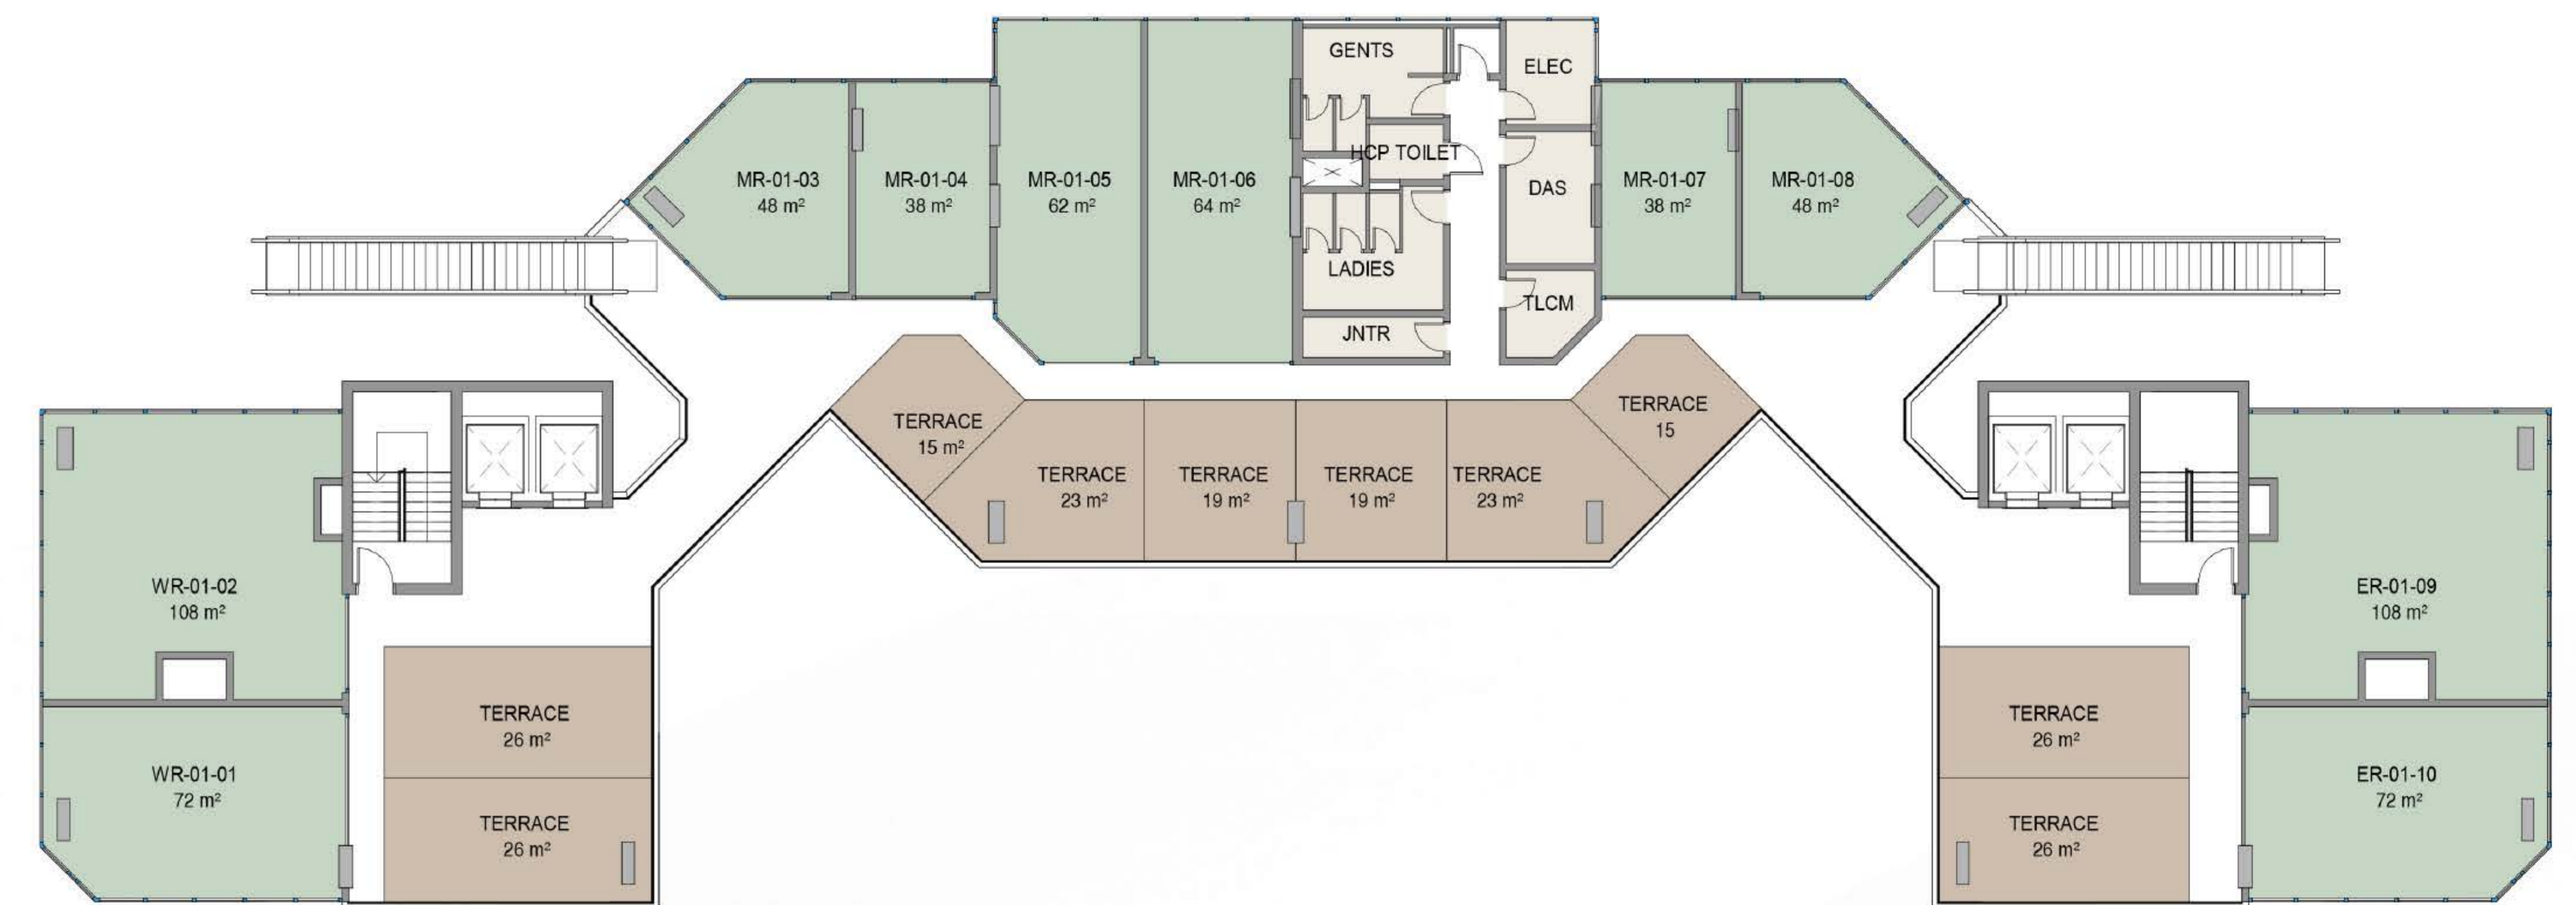 GENTS
ELEC
HCP TOILET
MR-01-03
48 m²
MR-01-04
38 m²
MR-01-05
62 m²
MR-01-06
64 m²
DAS
MR-01-07
38 m²
MR-01-08
48 m²
LADIES
TLCM
JNTR
TERRACE
15 m²
TERRACE
15
TERRACE
23 m²
TERRACE
19 m²
TERRACE
19 m²
TERRACE
23 m²
WR-01-02
108 m²
ER-01-09
108 m²
TERRACE
26 m²
TERRACE
26 m²
WR-01-01
72 m²
ER-01-10
72 m²
TERRACE
26 m²
TERRACE
26 m²